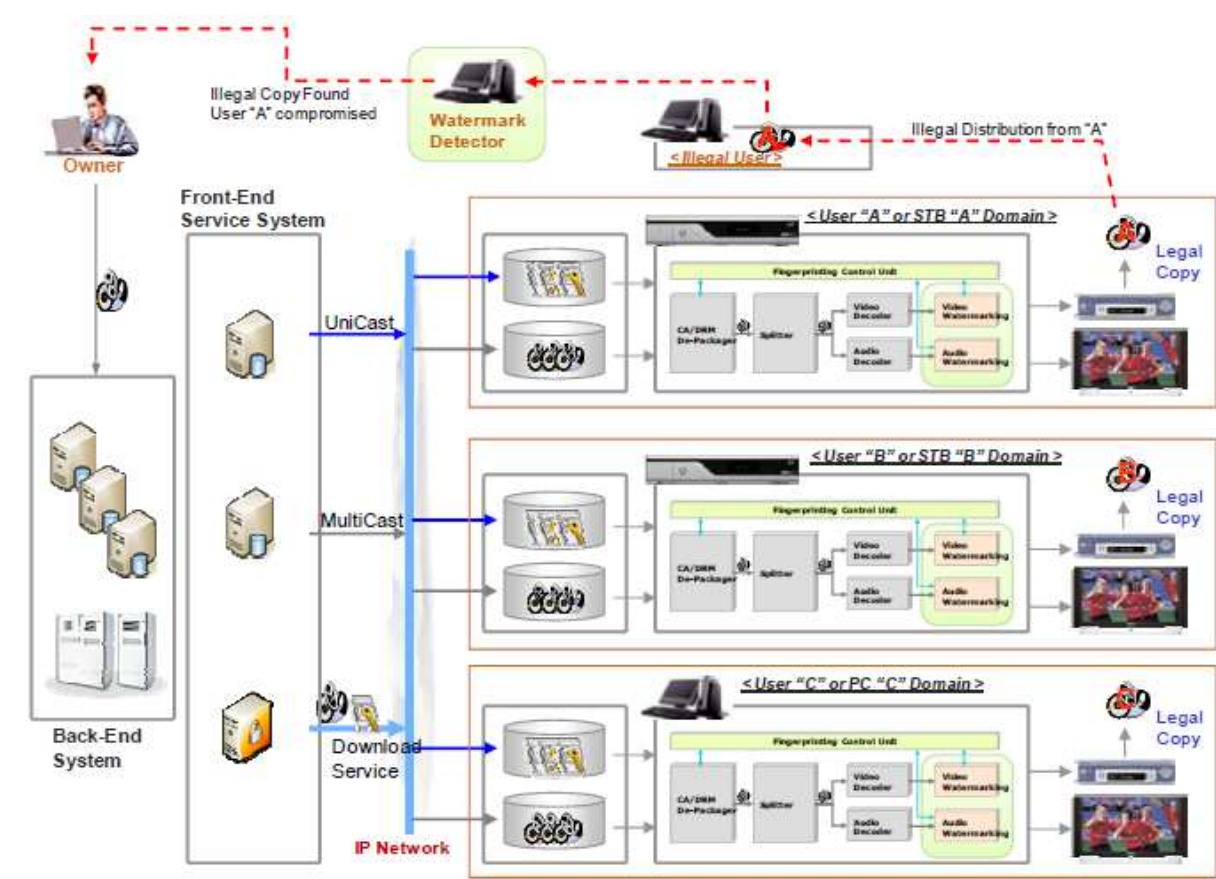 Illegal Copy Found
User "A" compromised
Watermark
Detector
A
Illegal Distribution from "A"
< Illegal User >
Owner
Front-End
Service System
< User "A" or STB "A" Domain >
A
Legal
Copy
Fingerprinting Control Unit
UniCast
CA/DRM
De-Packager
Splitter
Video
Decoder
Video
Watermarking
Audio
Decoder
Audio
Watermarking
< User "B" or STB "B" Domain >
B
Legal
Copy
Fingerprinting Control Unit
MultiCast
CA/DRM
De-Packager
Splitter
Video
Decoder
Video
Watermarking
Audio
Decoder
Audio
Watermarking
< User "C" or PC "C" Domain >
C
Legal
Copy
Back-End
System
Download
Service
Fingerprinting Control Unit
CA/DRM
De-Packager
Splitter
Video
Decoder
Video
Watermarking
Audio
Decoder
Audio
Watermarking
IP Network